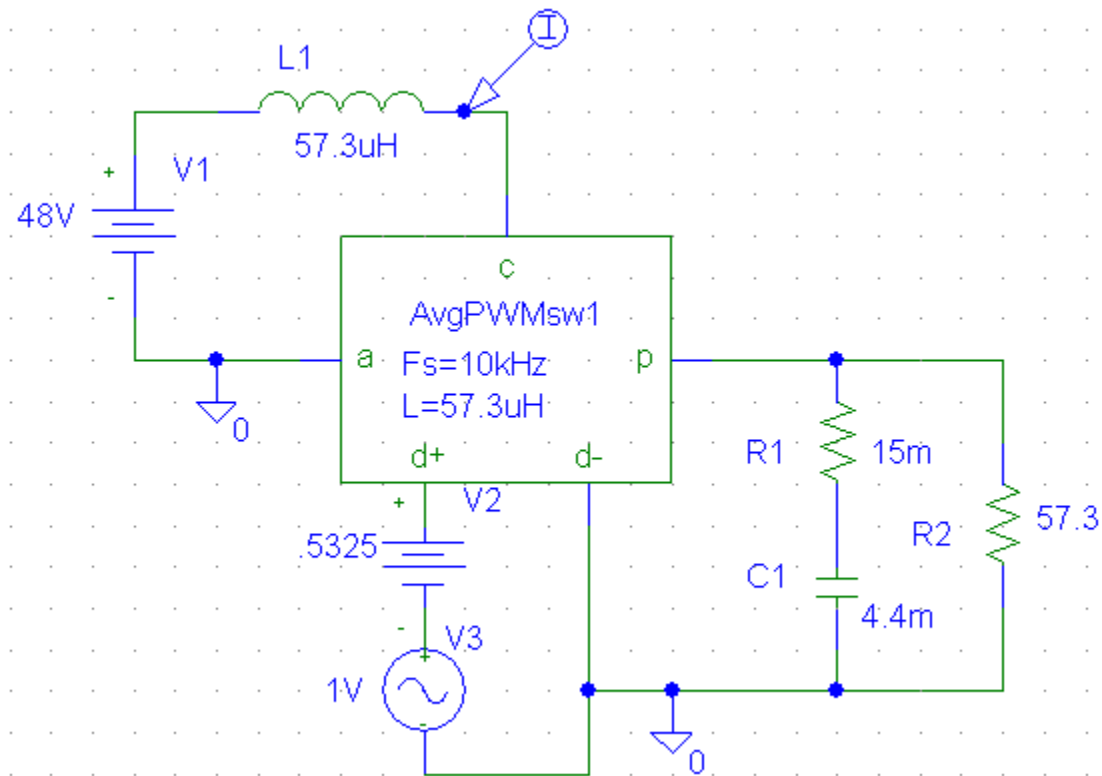 I
L1
57.3uH
+
V1
48V
-
c
AvgPWMsw1
a
Fs=10kHz
p
L=57.3uH
0
d+
d-
+
V2
R1
15m
.5325
R2
57.3
C1
4.4m
-
V3
+
1V
-
0